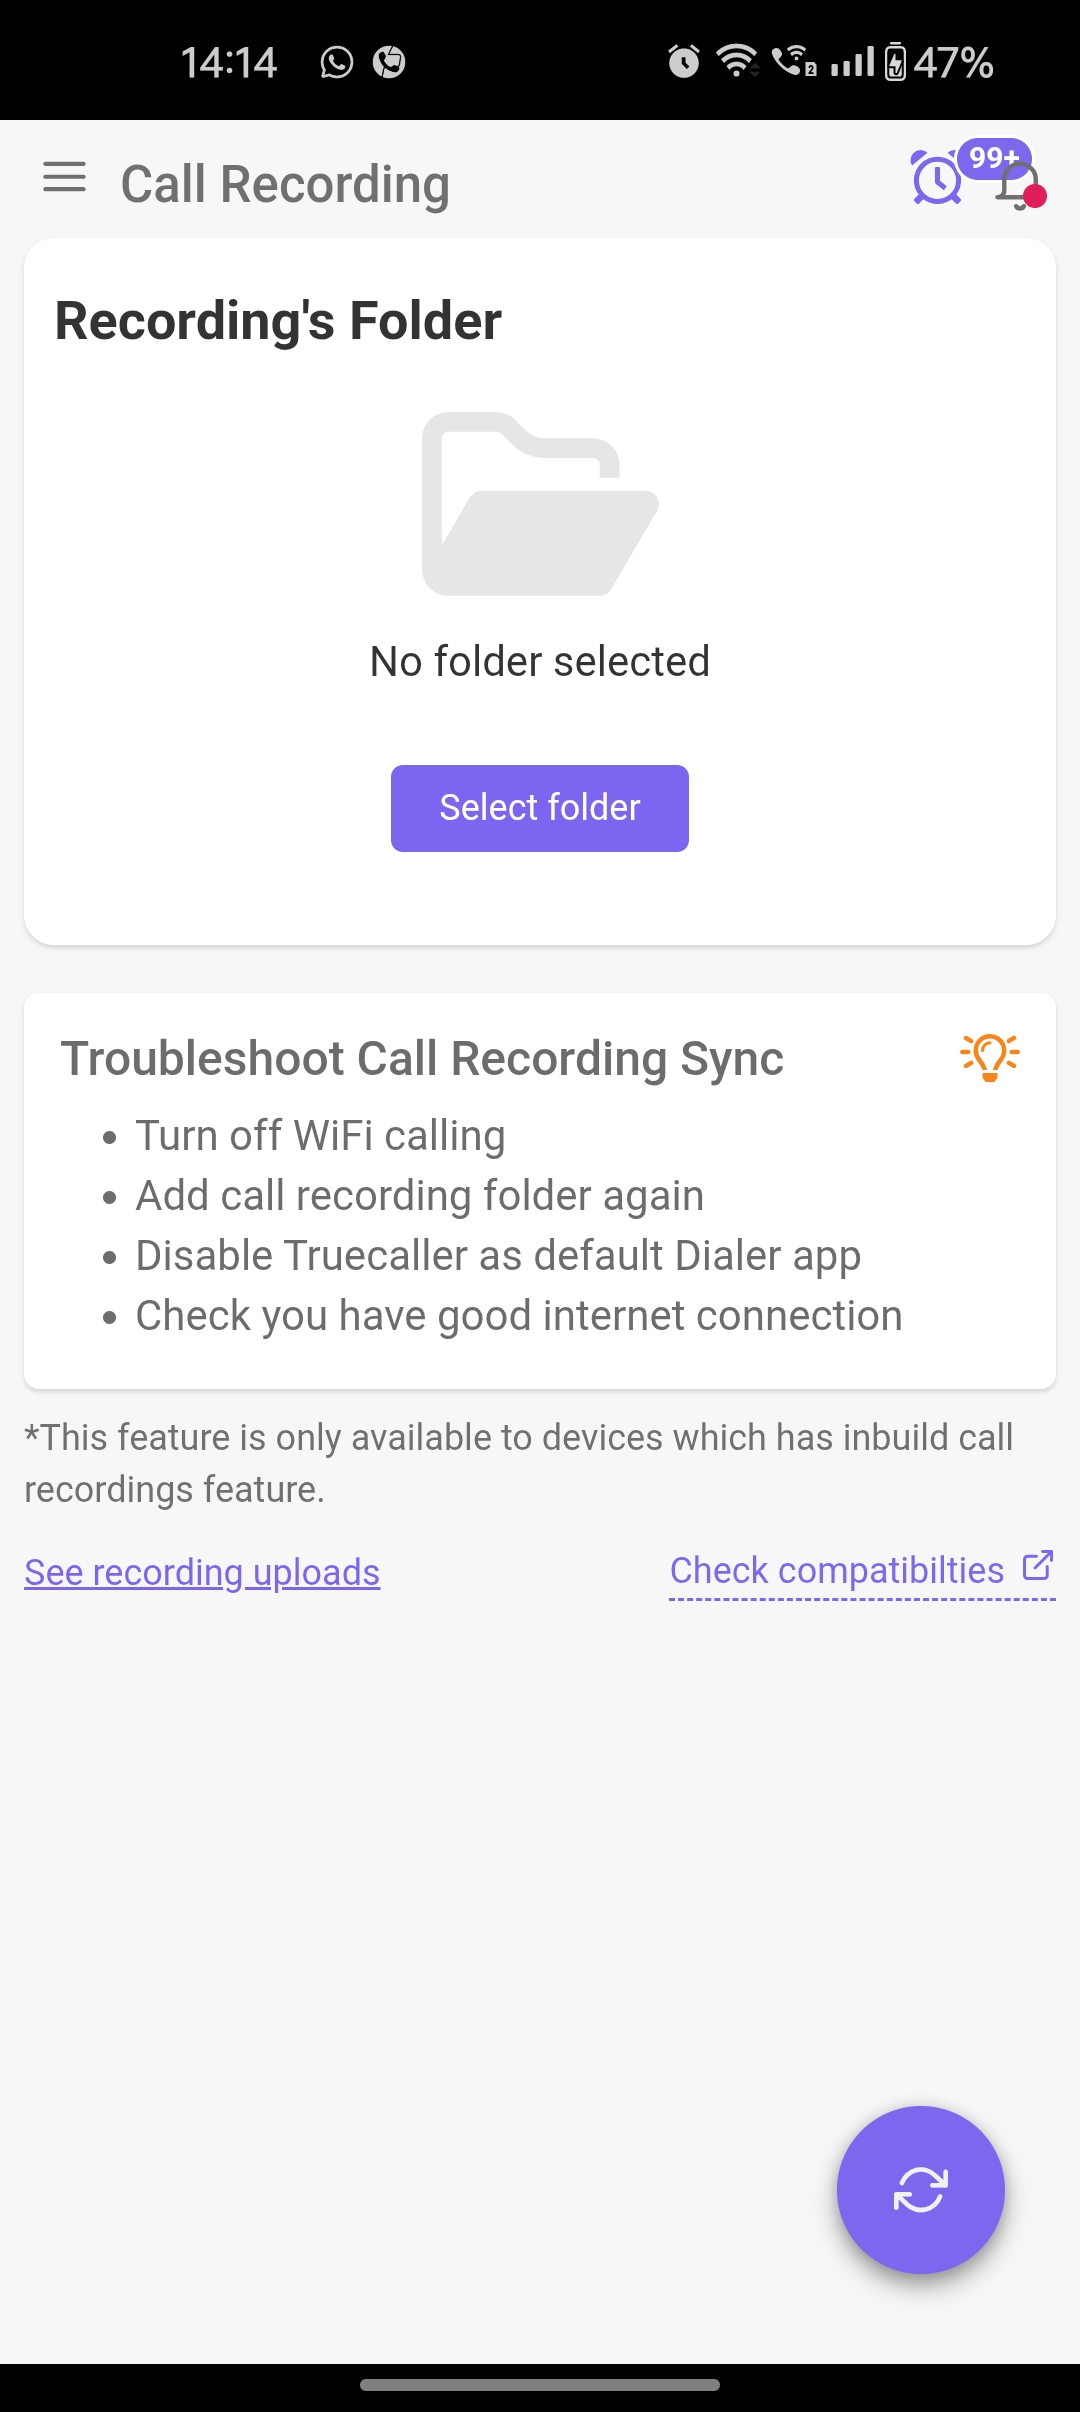 14:14
2
47%
Call Recording
99+
Recording's Folder
No folder selected
Select folder
Troubleshoot Call Recording Sync
• Turn off WiFi calling
• Add call recording folder again
• Disable Truecaller as default Dialer app
• Check you have good internet connection
*This feature is only available to devices which has inbuild call
recordings feature.
See recording uploads
Check compatibilties